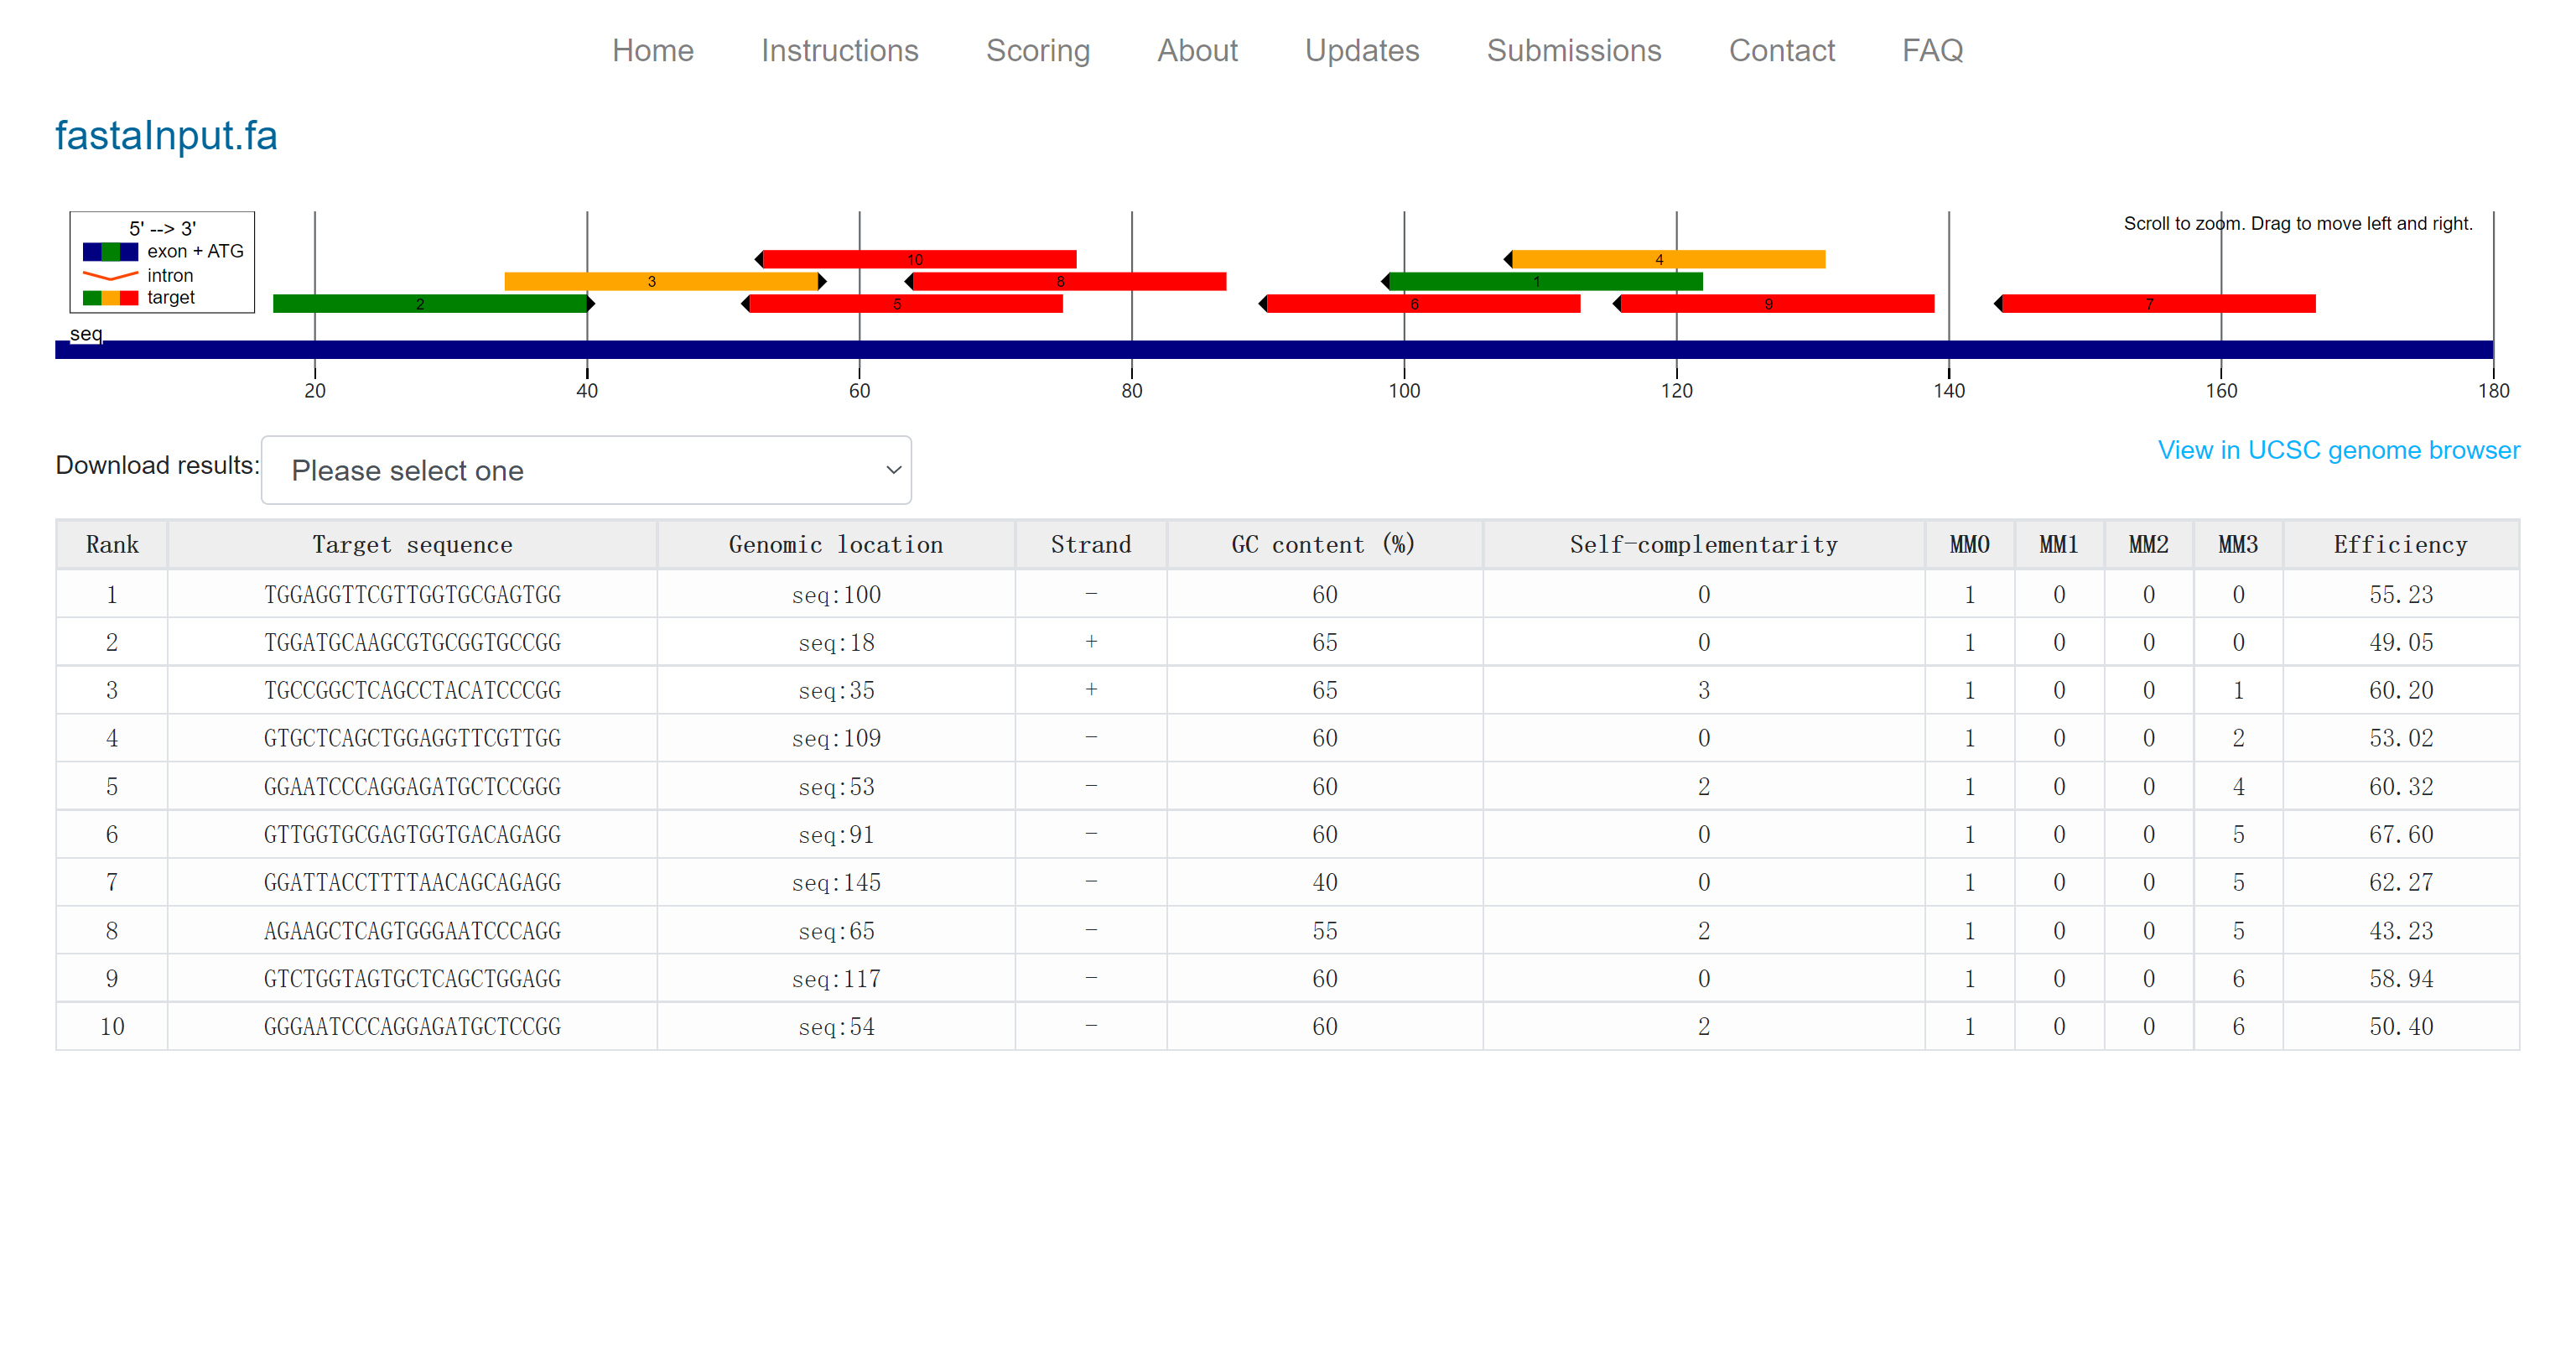 Home Instructions Scoring About Updates Submissions Contact FAQ
fastaInput.fa
5' --> 3'
exon + ATG
intron
target
Scroll to zoom. Drag to move left and right.
10 4
3 8 1
2 5 6 9 7
seq
20 40 60 80 100 120 140 160 180
Download results: Please select one
View in UCSC genome browser
Rank Target sequence Genomic location Strand GC content (%) Self-complementarity MM0 MM1 MM2 MM3 Efficiency
1 TGGAGGTTCGTTGGTGCGAGTGG seq:100 - 60 0 1 0 0 0 55.23
2 TGGATGCAAGCGTGCGGTGCCGG seq:18 + 65 0 1 0 0 0 49.05
3 TGCCGGCTCAGCCTACATCCCGG seq:35 + 65 3 1 0 0 1 60.20
4 GTGCTCAGCTGGAGGTTCGTTGG seq:109 - 60 0 1 0 0 2 53.02
5 GGAATCCCAGGAGATGCTCCGGG seq:53 - 60 2 1 0 0 4 60.32
6 GTTGGTGCGAGTGGTGACAGAGG seq:91 - 60 0 1 0 0 5 67.60
7 GGATTACCTTTTAACAGCAGAGG seq:145 - 40 0 1 0 0 5 62.27
8 AGAAGCTCAGTGGGAATCCCAGG seq:65 - 55 2 1 0 0 5 43.23
9 GTCTGGTAGTGCTCAGCTGGAGG seq:117 - 60 0 1 0 0 6 58.94
10 GGGAATCCCAGGAGATGCTCCGG seq:54 - 60 2 1 0 0 6 50.40